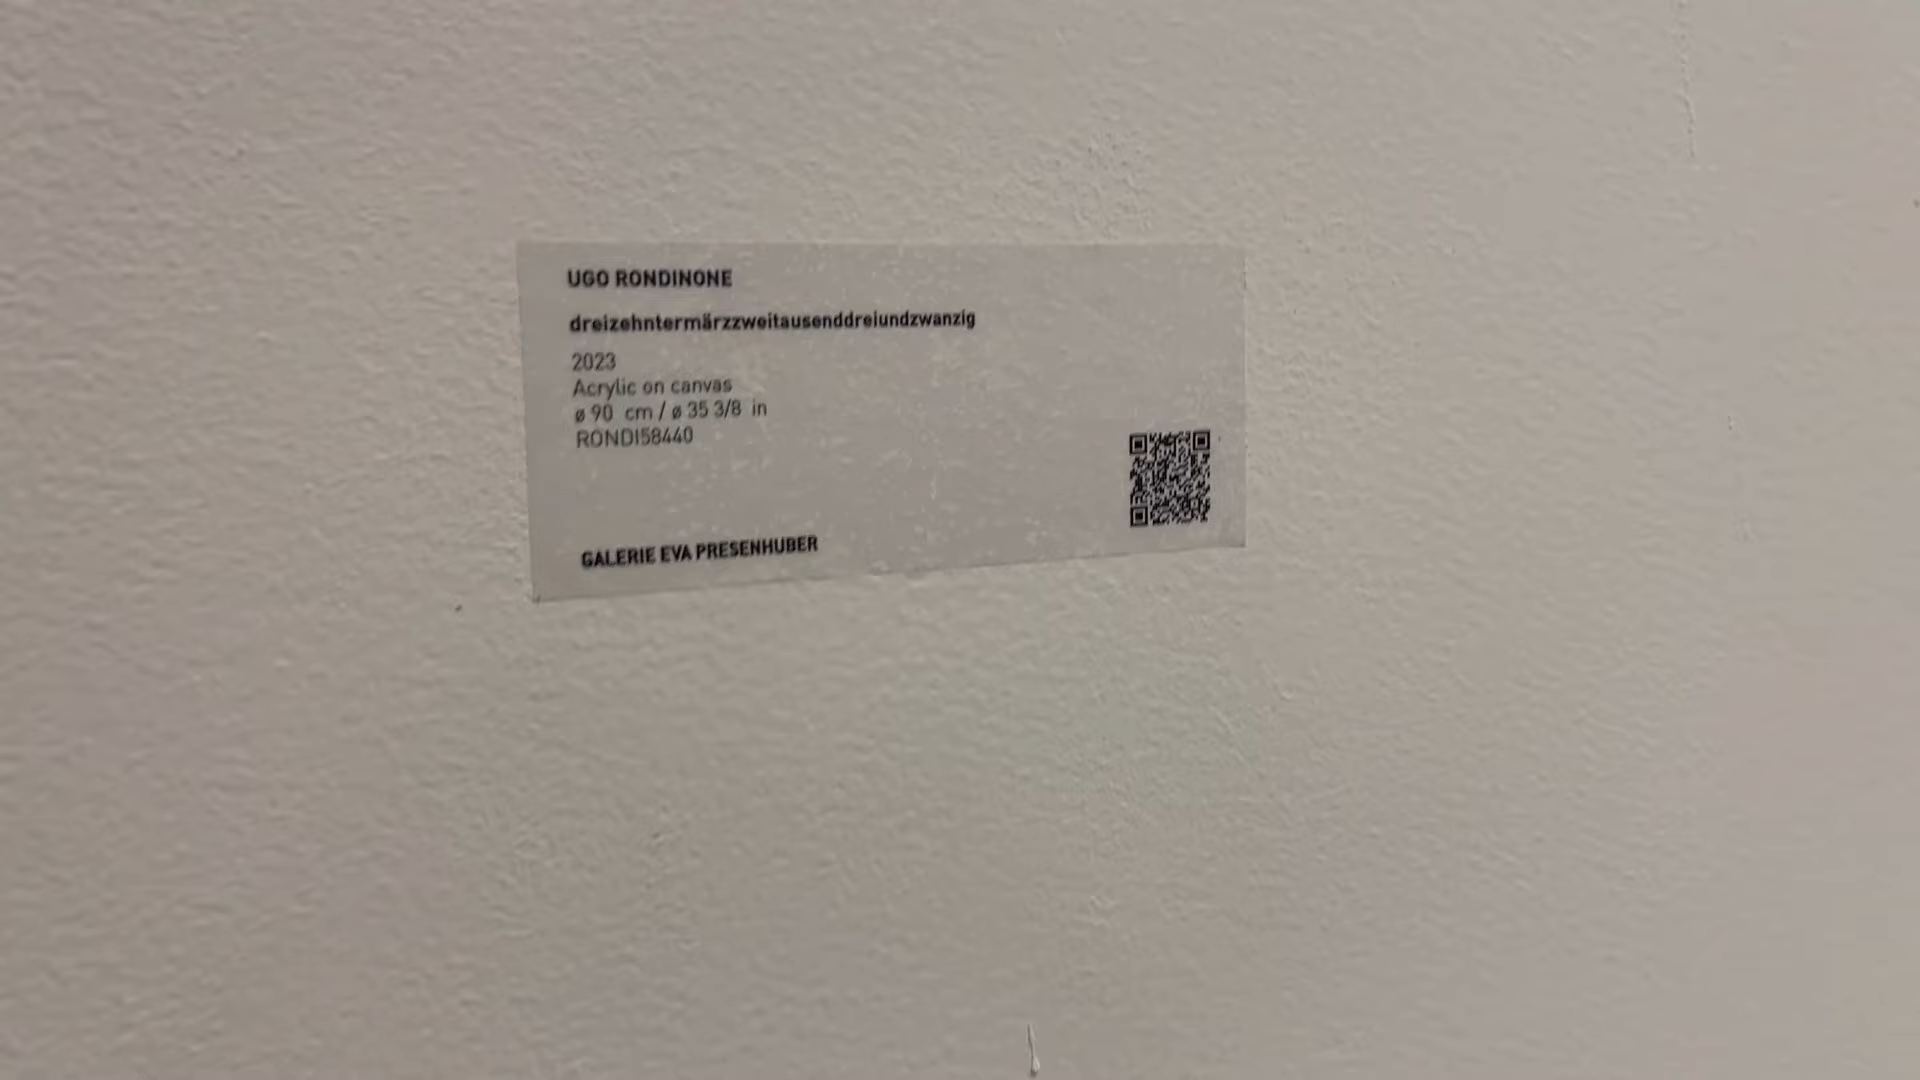 UGO RONDINONE
dreizehntermärzzweitausenddreiundzwanzig
2023
Acrylic on canvas
ø 90 cm / ø 35 3/8 in
RONDI58440
GALERIE EVA PRESENHUBER